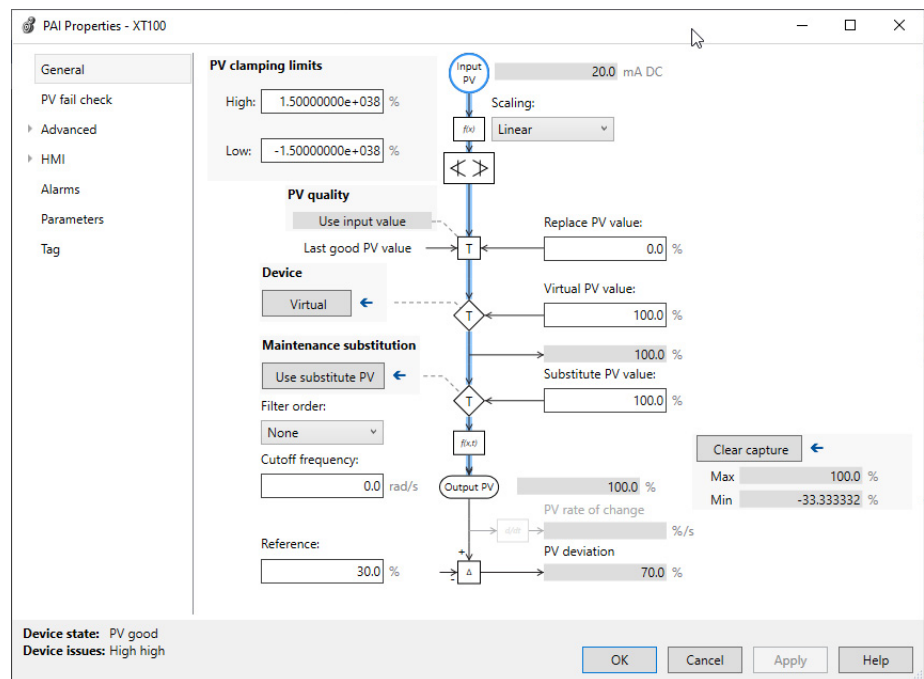 PAI Properties - XT100
General
PV fail check
Advanced
HMI
Alarms
Parameters
Tag
PV clamping limits
High: 1.50000000e+038 %
Low: -1.50000000e+038 %
Input PV
20.0 mA DC
Scaling:
f(x)
Linear
PV quality
Use input value
Last good PV value
T
Replace PV value:
0.0 %
Device
Virtual
T
Virtual PV value:
100.0 %
100.0 %
Maintenance substitution
Use substitute PV
T
Substitute PV value:
100.0 %
Filter order:
None
f(x,t)
Cutoff frequency:
0.0 rad/s
Output PV
100.0 %
Clear capture
Max 100.0 %
Min -33.333332 %
PV rate of change
%/s
Reference:
30.0 %
+
-
Δ
PV deviation
70.0 %
Device state: PV good
Device issues: High high
OK
Cancel
Apply
Help